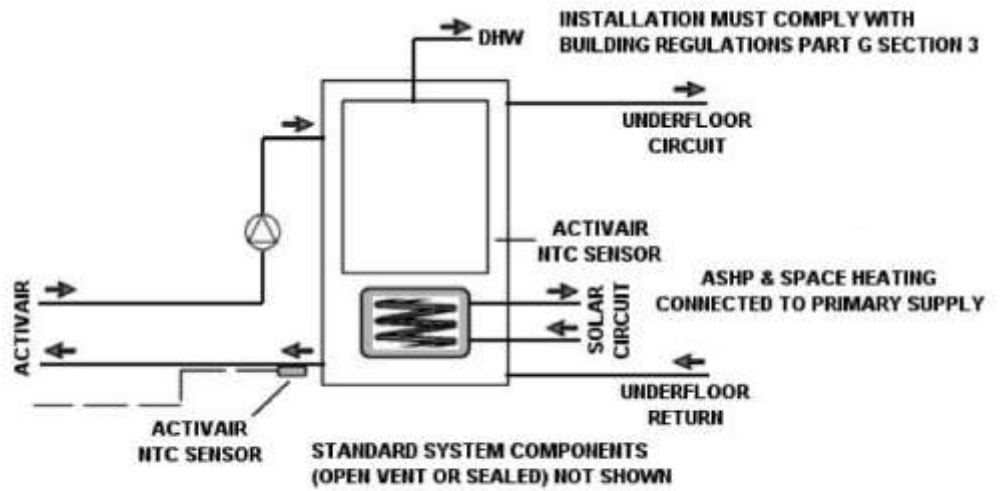 INSTALLATION MUST COMPLY WITH
BUILDING REGULATIONS PART G SECTION 3
DHW
UNDERFLOOR
CIRCUIT
ACTIVAIR
NTC SENSOR
ASHP & SPACE HEATING
CONNECTED TO PRIMARY SUPPLY
SOLAR
CIRCUIT
ACTIVAIR
UNDERFLOOR
RETURN
ACTIVAIR
NTC SENSOR
STANDARD SYSTEM COMPONENTS
(OPEN VENT OR SEALED) NOT SHOWN